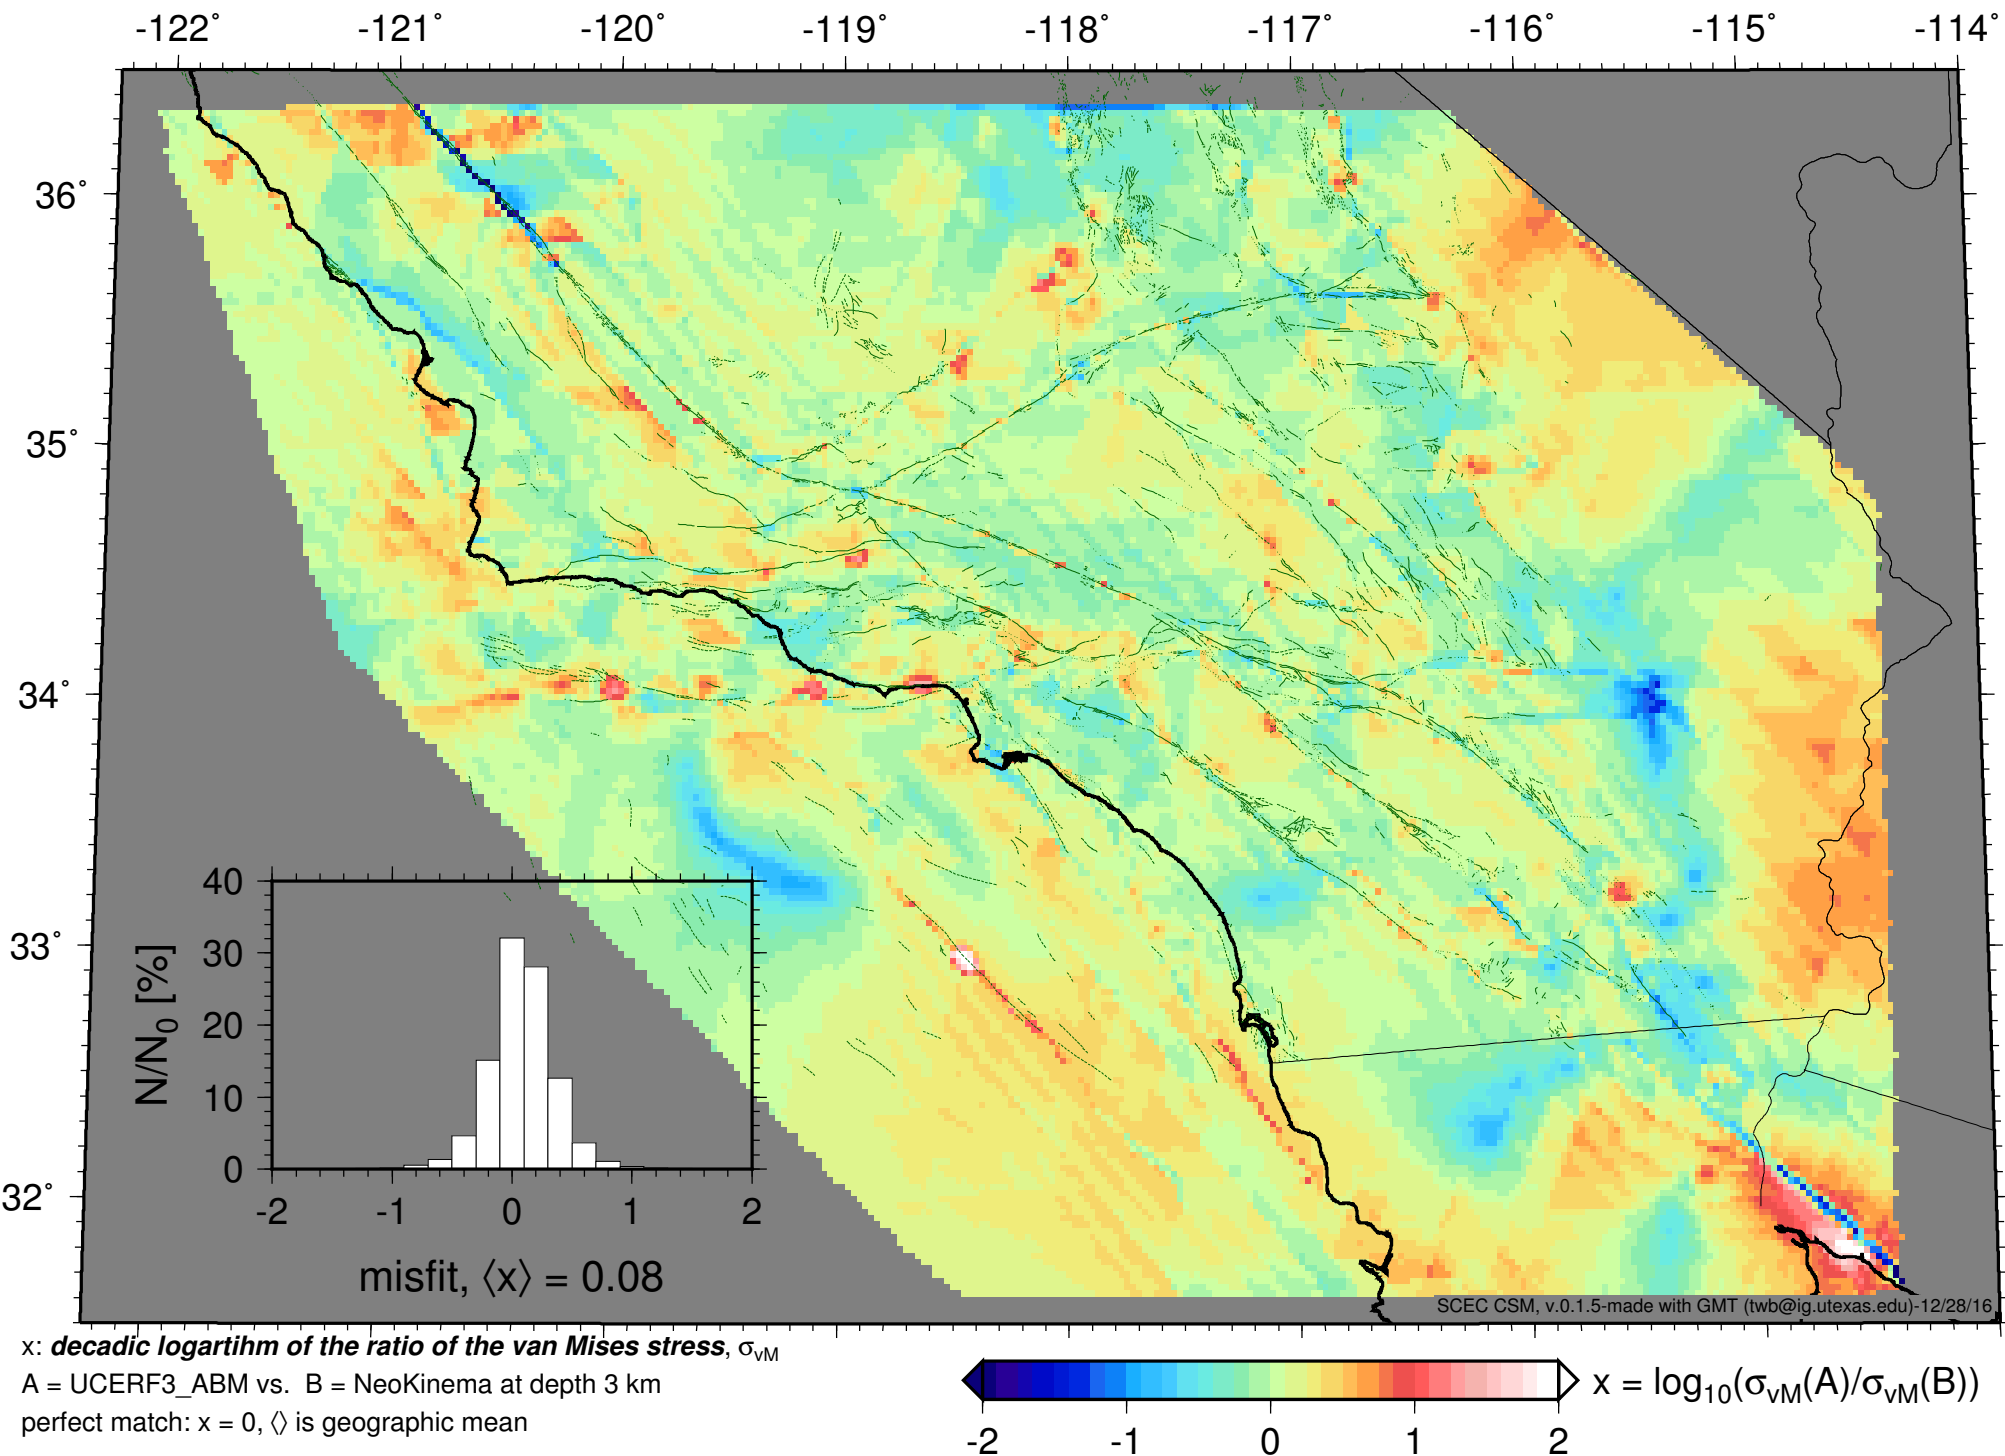 -122° -121° -120° -119° -118° -117° -116° -115° -114°
36°
35°
34°
33°
32°
40
30
20
10
0
N/N0 [%]
-2 -1 0 1 2
misfit, ⟨x⟩ = 0.08
SCEC CSM, v.0.1.5-made with GMT (twb@ig.utexas.edu)-12/28/16
x: decadic logartihm of the ratio of the van Mises stress, σvM
A = UCERF3_ABM vs. B = NeoKinema at depth 3 km
perfect match: x = 0, ⟨⟩ is geographic mean
x = log10(σvM(A)/σvM(B))
-2 -1 0 1 2